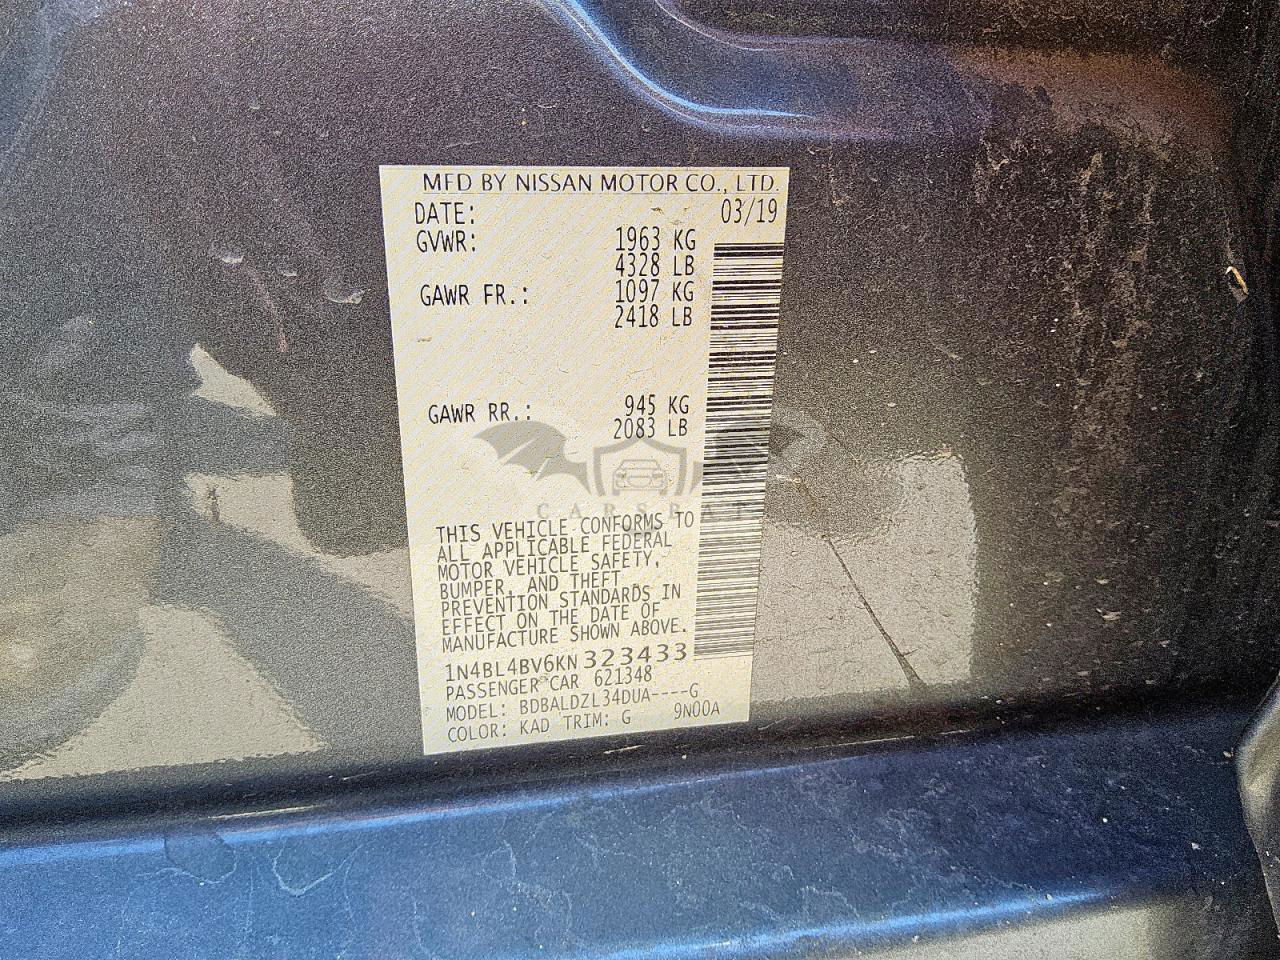 MFD BY NISSAN MOTOR CO., LTD.
DATE: 03/19
GVWR: 1963 KG
4328 LB
GAWR FR.: 1097 KG
2418 LB
GAWR RR.: 945 KG
2083 LB
THIS VEHICLE CONFORMS TO
ALL APPLICABLE FEDERAL
MOTOR VEHICLE SAFETY,
BUMPER, AND THEFT
PREVENTION STANDARDS IN
EFFECT ON THE DATE OF
MANUFACTURE SHOWN ABOVE.
1N4BL4BV6KN323433
PASSENGER CAR 621348
MODEL: BDBALDZL34DUA----G
COLOR: KAD TRIM: G 9N00A